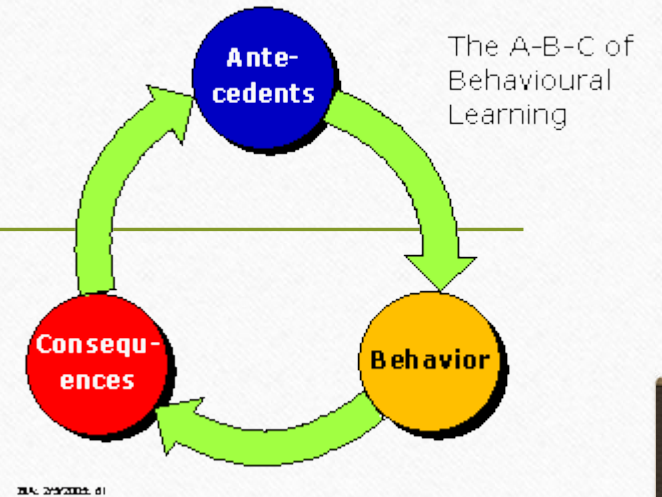 Ante-
cedents
The A-B-C of
Behavioural
Learning
Consequ-
ences
Behavior